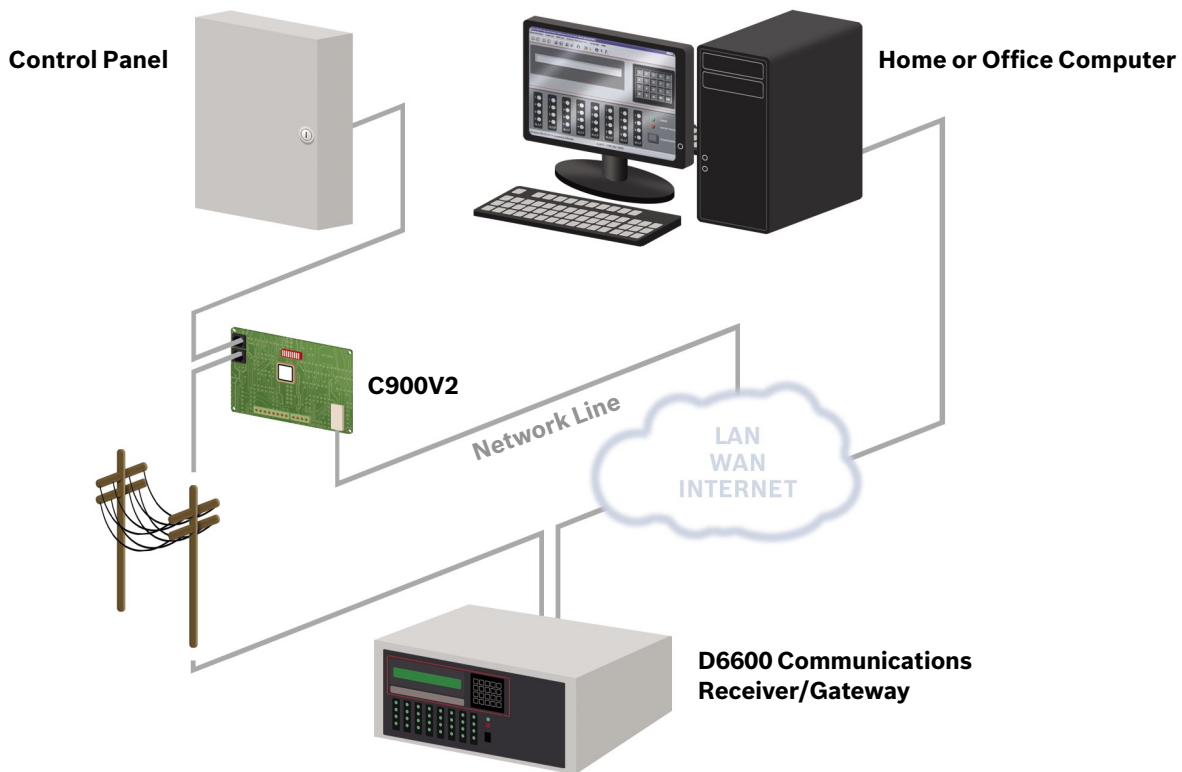 Control Panel
Home or Office Computer
C900V2
Network Line
LAN
WAN
INTERNET
D6600 Communications
Receiver/Gateway